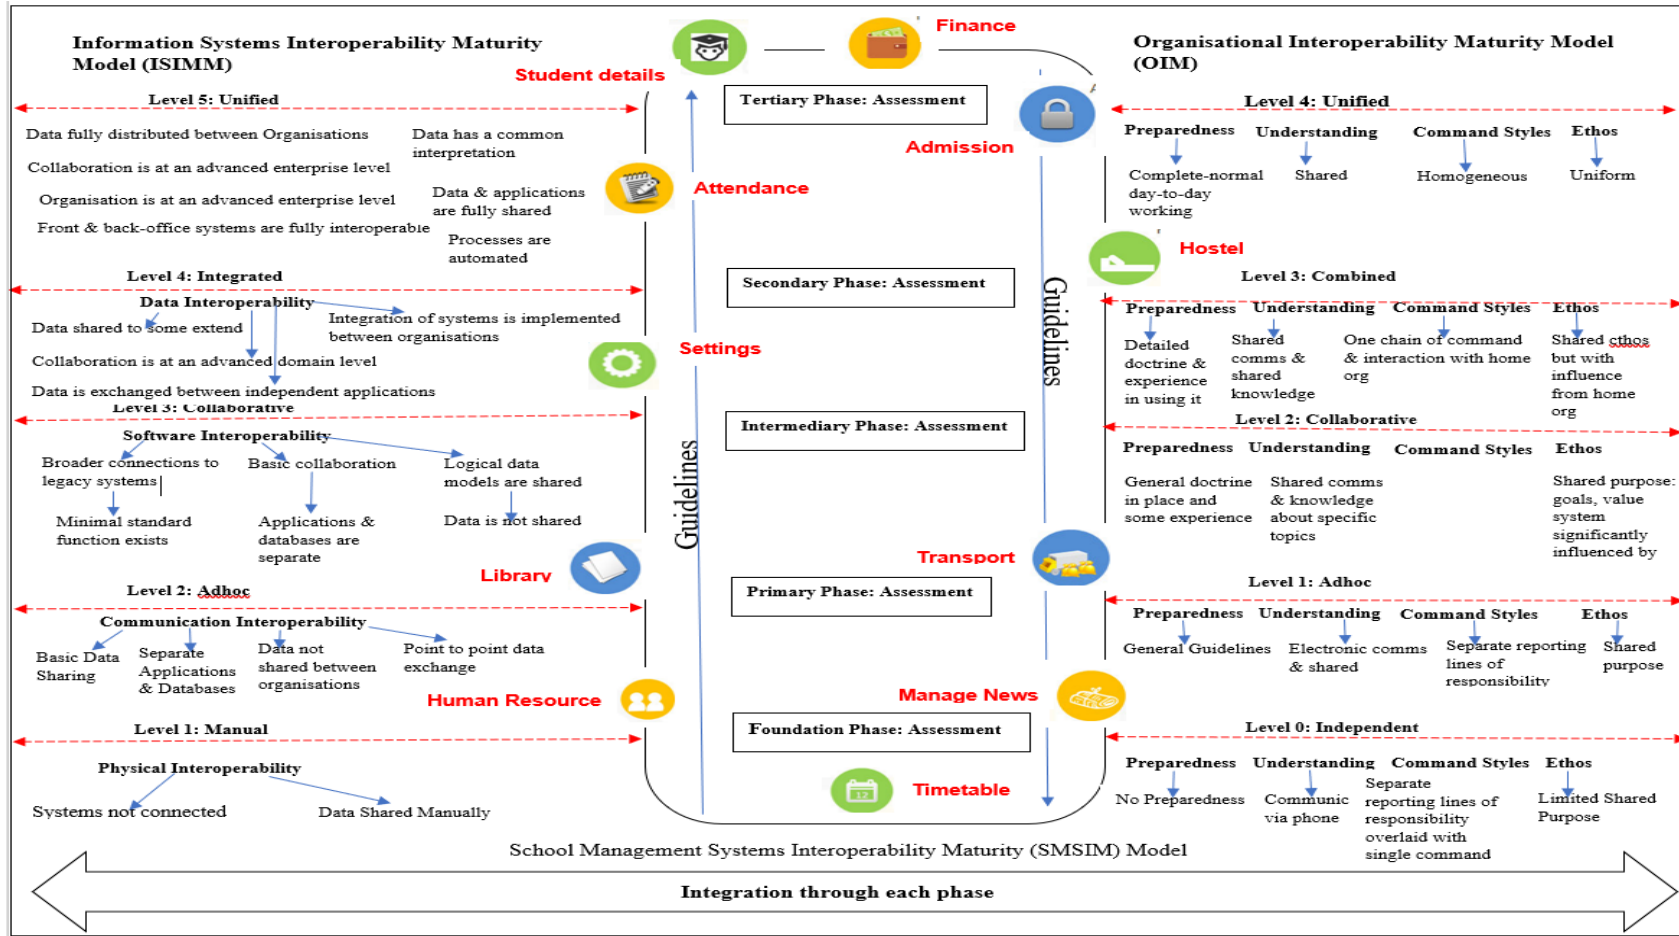 Information Systems Interoperability Maturity
Model (ISIMM)
Level 5: Unified
Data fully distributed between Organisations
Data has a common
interpretation
Collaboration is at an advanced enterprise level
Organisation is at an advanced enterprise level
Data & applications
are fully shared
Front & back-office systems are fully interoperable
Processes are
automated
Level 4: Integrated
Data Interoperability
Data shared to some extend
Integration of systems is implemented
between organisations
Collaboration is at an advanced domain level
Data is exchanged between independent applications
Level 3: Collaborative
Software Interoperability
Broader connections to
legacy systems
Basic collaboration
Logical data
models are shared
Minimal standard
function exists
Applications &
databases are
separate
Data is not shared
Level 2: Adhoc
Communication Interoperability
Basic Data
Sharing
Separate
Applications
& Databases
Data not
shared between
organisations
Point to point data
exchange
Level 1: Manual
Physical Interoperability
Systems not connected
Data Shared Manually
Student details
Finance
Admission
Attendance
Hostel
Settings
Library
Transport
Human Resource
Manage News
Timetable
Guidelines
Guidelines
Tertiary Phase: Assessment
Secondary Phase: Assessment
Intermediary Phase: Assessment
Primary Phase: Assessment
Foundation Phase: Assessment
12
Organisational Interoperability Maturity Model
(OIM)
Level 4: Unified
Preparedness Understanding Command Styles Ethos
Complete-normal
day-to-day
working
Shared
Homogeneous
Uniform
Level 3: Combined
Preparedness Understanding Command Styles Ethos
Detailed
doctrine &
experience
in using it
Shared
comms &
shared
knowledge
One chain of command
& interaction with home
org
Shared cthos
but with
influence
from home
org
Level 2: Collaborative
Preparedness Understanding Command Styles Ethos
General doctrine
in place and
some experience
Shared comms
& knowledge
about specific
topics
Shared purpose:
goals, value
system
significantly
influenced by
Level 1: Adhoc
Preparedness Understanding Command Styles Ethos
General Guidelines
Electronic comms
& shared
Separate reporting
lines of
responsibility
Shared
purpose
Level 0: Independent
Preparedness Understanding Command Styles Ethos
No Preparedness
Communic
via phone
Separate
reporting lines of
responsibility
overlaid with
single command
Limited Shared
Purpose
School Management Systems Interoperability Maturity (SMSIM) Model
Integration through each phase